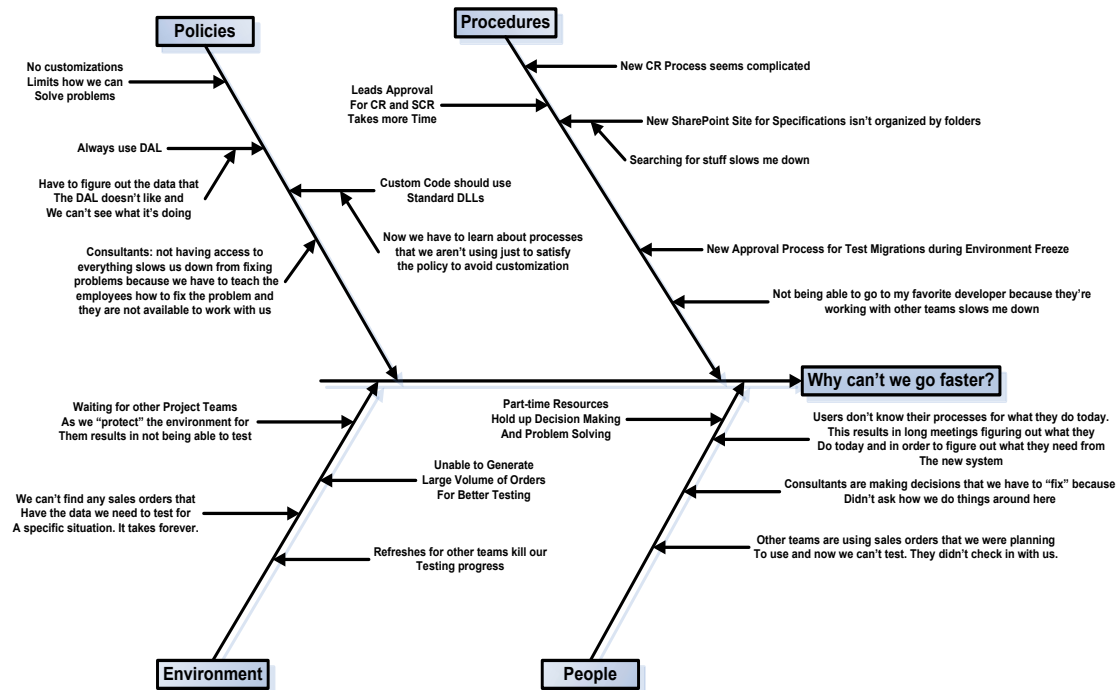 Policies
No customizations
Limits how we can
Solve problems
Always use DAL
Have to figure out the data that
The DAL doesn't like and
We can't see what it's doing
Custom Code should use
Standard DLLs
Now we have to learn about processes
that we aren't using just to satisfy
the policy to avoid customization
Consultants: not having access to
everything slows us down from fixing
problems because we have to teach the
employees how to fix the problem and
they are not available to work with us
Procedures
New CR Process seems complicated
Leads Approval
For CR and SCR
Takes more Time
New SharePoint Site for Specifications isn't organized by folders
Searching for stuff slows me down
New Approval Process for Test Migrations during Environment Freeze
Not being able to go to my favorite developer because they're
working with other teams slows me down
Why can't we go faster?
Waiting for other Project Teams
As we “protect” the environment for
Them results in not being able to test
Unable to Generate
Large Volume of Orders
For Better Testing
We can't find any sales orders that
Have the data we need to test for
A specific situation. It takes forever.
Refreshes for other teams kill our
Testing progress
Environment
Part-time Resources
Hold up Decision Making
And Problem Solving
Users don't know their processes for what they do today.
This results in long meetings figuring out what they
Do today and in order to figure out what they need from
The new system
Consultants are making decisions that we have to “fix” because
Didn't ask how we do things around here
Other teams are using sales orders that we were planning
To use and now we can't test. They didn't check in with us.
People